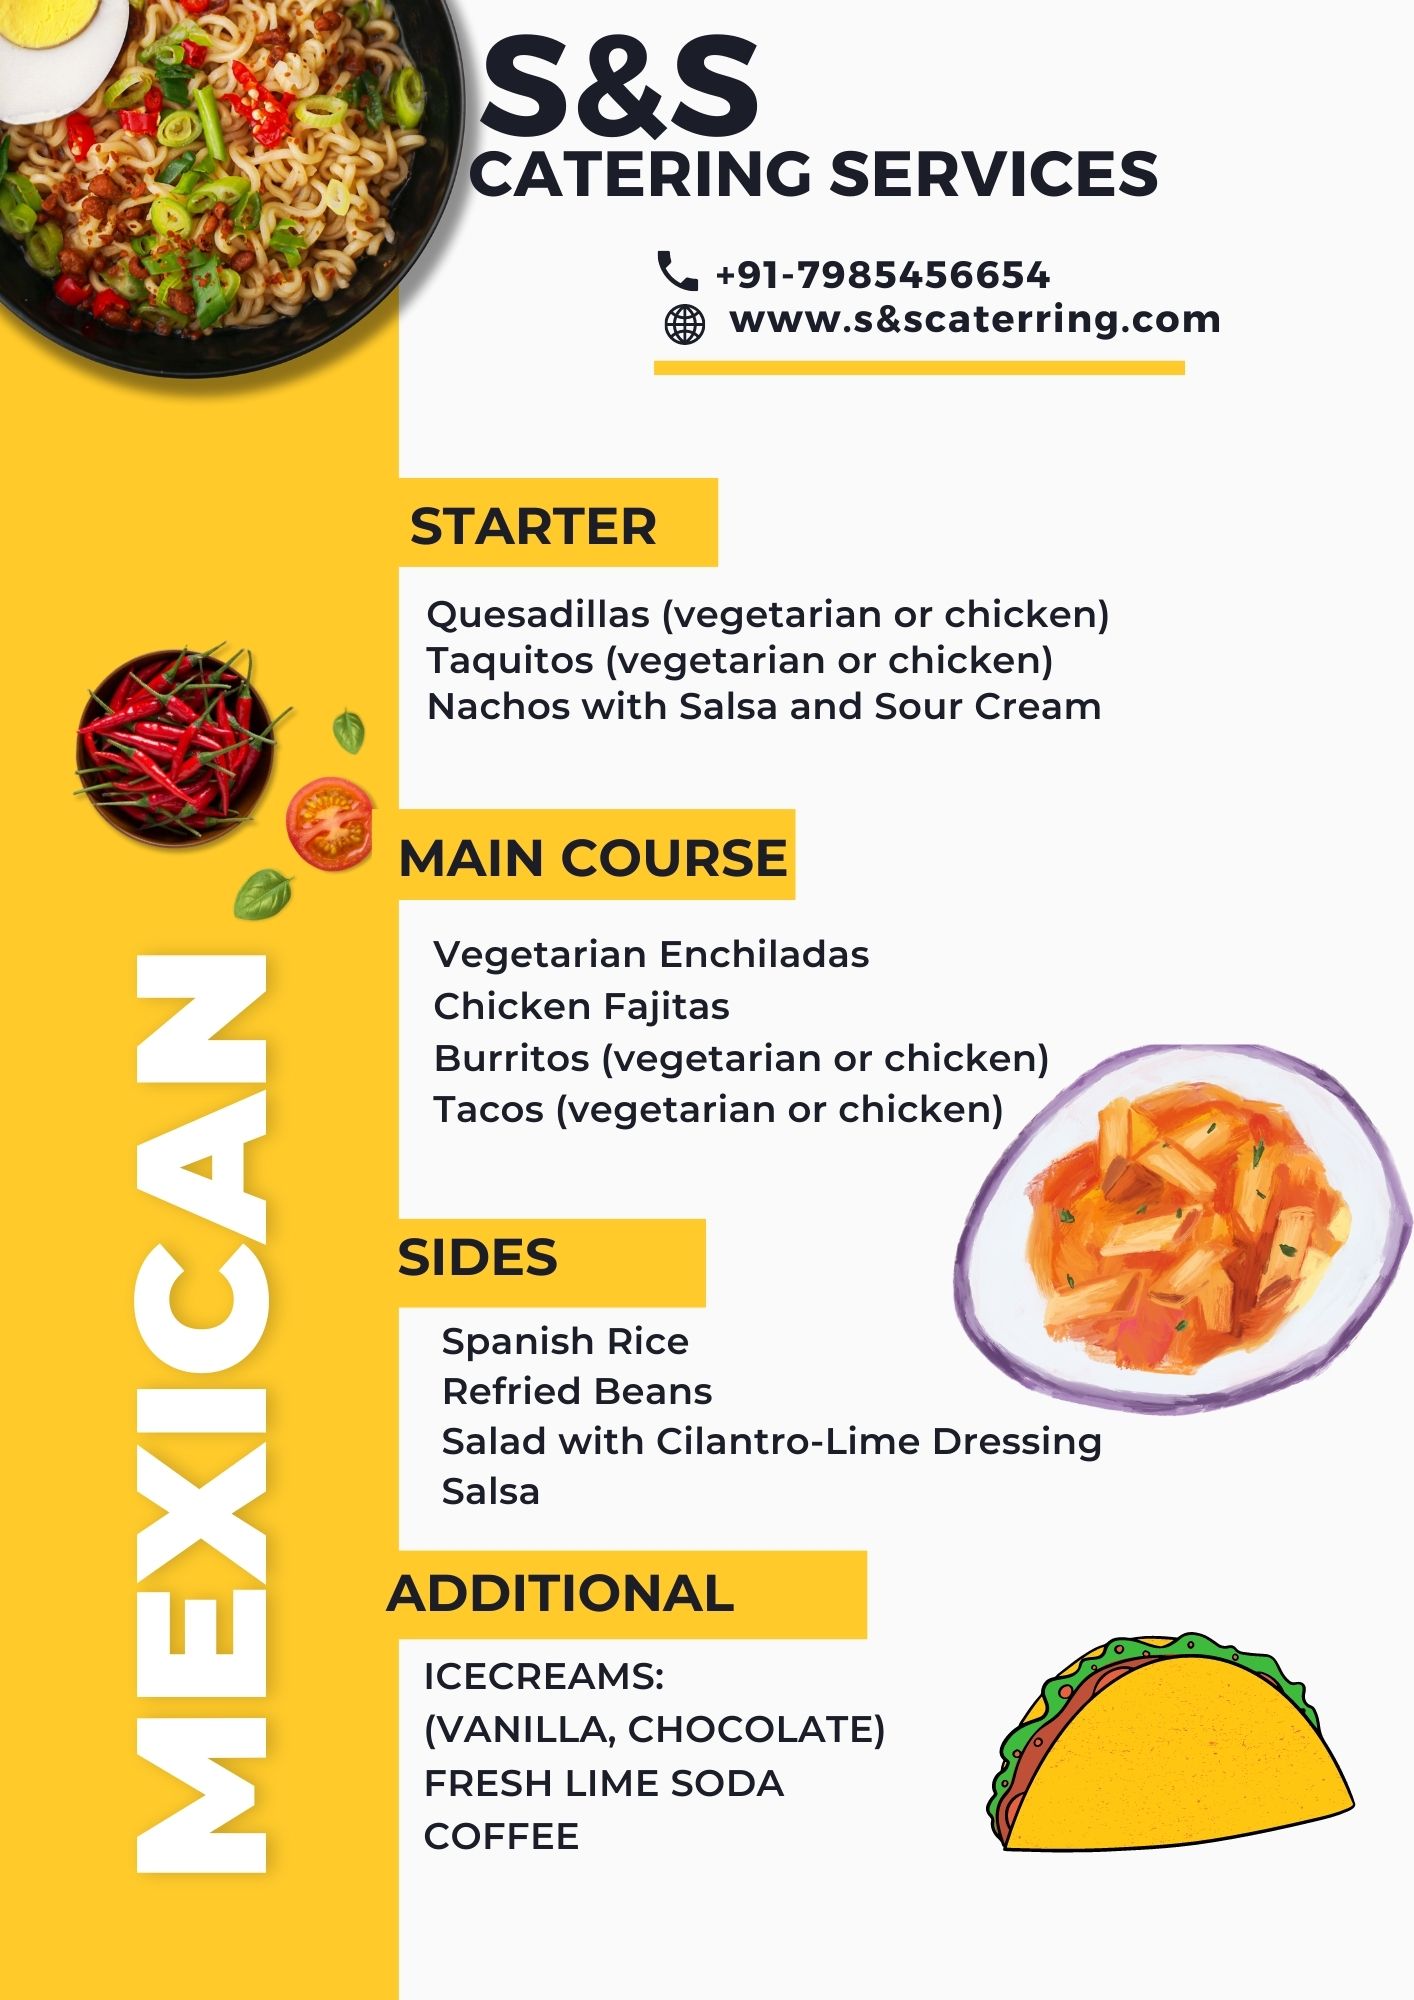 S&S
CATERING SERVICES
+91-7985456654
www.s&scaterring.com
STARTER
Quesadillas (vegetarian or chicken)
Taquitos (vegetarian or chicken)
Nachos with Salsa and Sour Cream
MAIN COURSE
Vegetarian Enchiladas
Chicken Fajitas
Burritos (vegetarian or chicken)
Tacos (vegetarian or chicken)
SIDES
Spanish Rice
Refried Beans
Salad with Cilantro-Lime Dressing
Salsa
ADDITIONAL
ICECREAMS:
(VANILLA, CHOCOLATE)
FRESH LIME SODA
COFFEE
MEXICAN